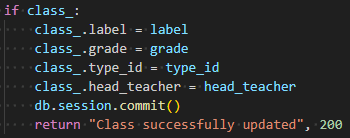 if class_:
    class_.label = label
    class_.grade = grade
    class_.type_id = type_id
    class_.head_teacher = head_teacher
    db.session.commit()
    return "Class successfully updated", 200